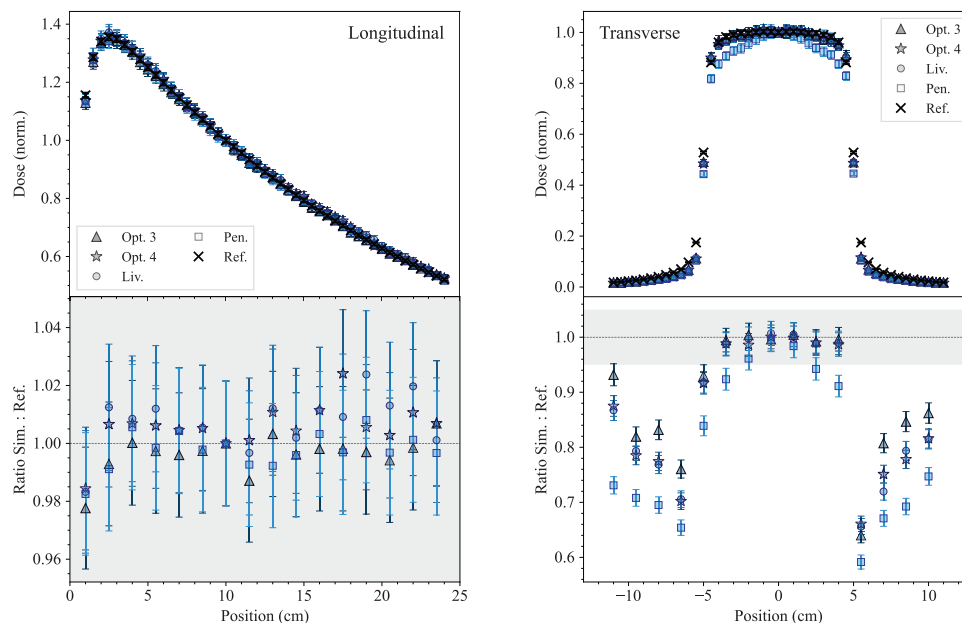 Longitudinal
Dose (norm.)
1.4
1.2
1.0
0.8
0.6
Opt. 3
Opt. 4
Liv.
Pen.
Ref.
Ratio Sim. : Ref.
1.04
1.02
1.00
0.98
0.96
0 5 10 15 20 25
Position (cm)
Transverse
Dose (norm.)
1.0
0.8
0.6
0.4
0.2
0.0
Opt. 3
Opt. 4
Liv.
Pen.
Ref.
Ratio Sim. : Ref.
1.0
0.9
0.8
0.7
0.6
−10 −5 0 5 10
Position (cm)